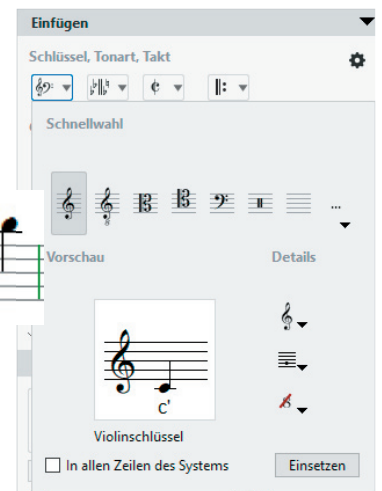 Einfügen
Schlüssel, Tonart, Takt
Schnellwahl
...
Vorschau Details
C'
Violinschlüssel
In allen Zeilen des Systems Einsetzen